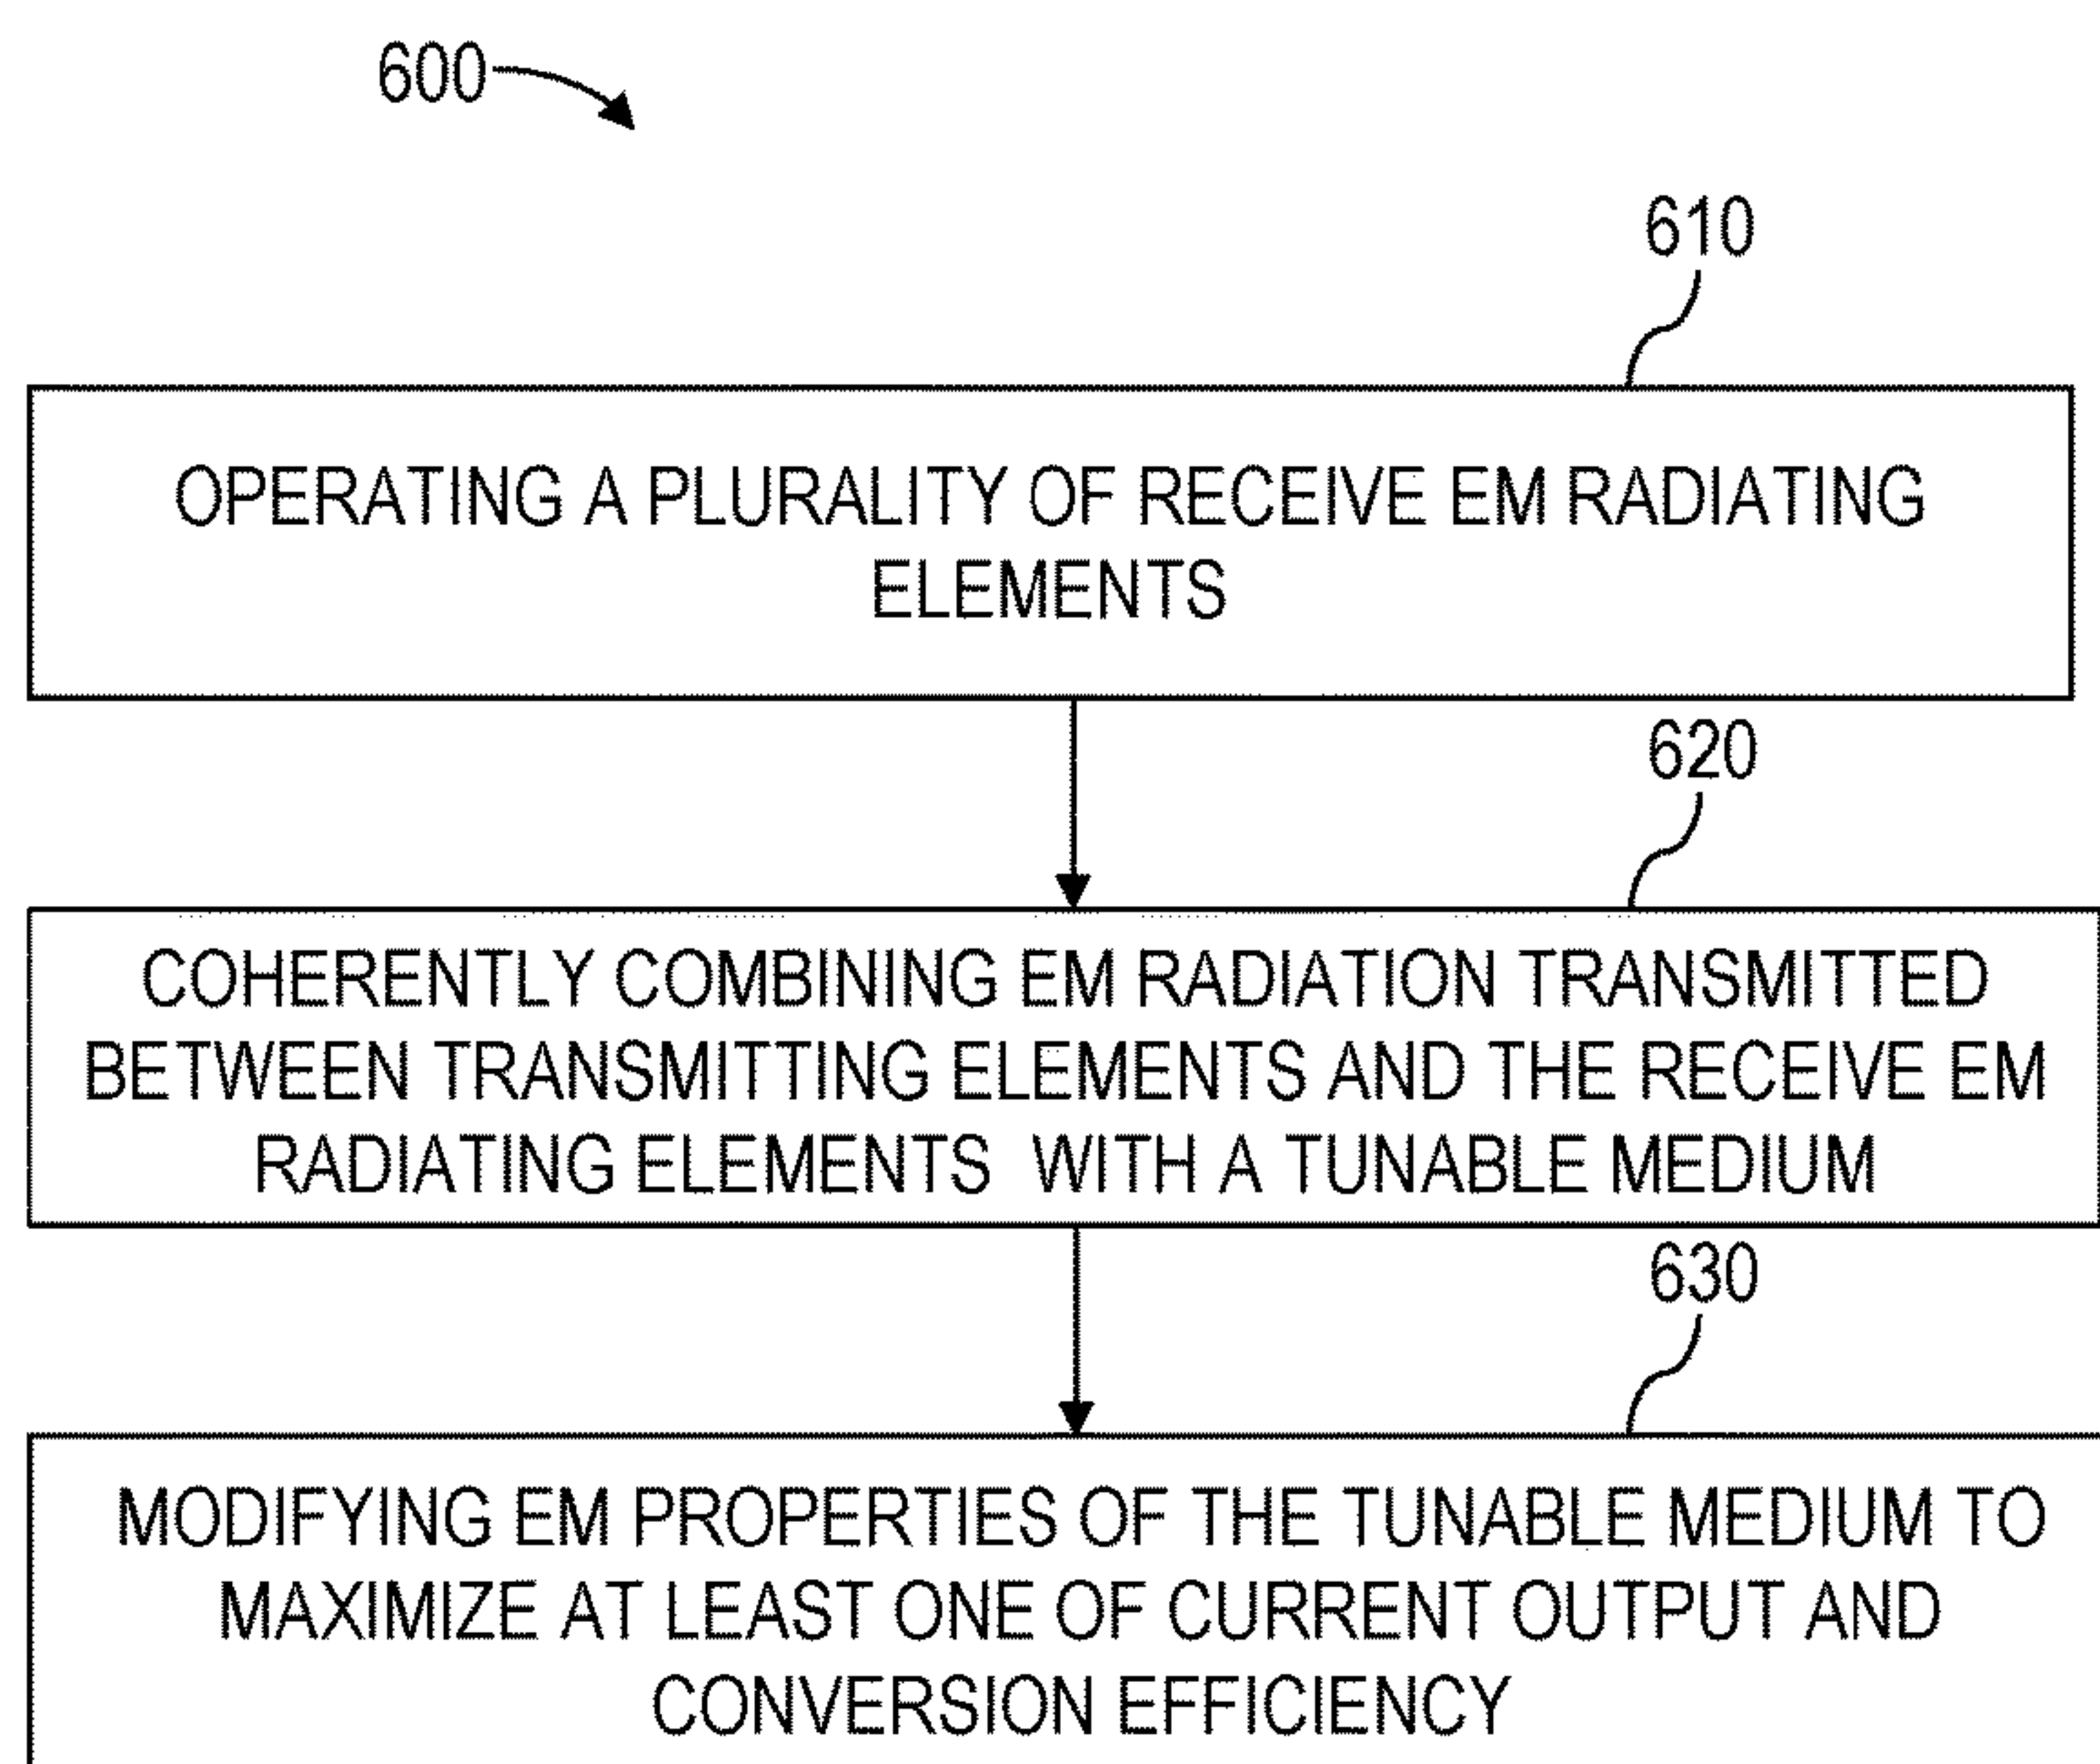 600
610
OPERATING A PLURALITY OF RECEIVE EM RADIATING
ELEMENTS
620
COHERENTLY COMBINING EM RADIATION TRANSMITTED
BETWEEN TRANSMITTING ELEMENTS AND THE RECEIVE EM
RADIATING ELEMENTS WITH A TUNABLE MEDIUM
630
MODIFYING EM PROPERTIES OF THE TUNABLE MEDIUM TO
MAXIMIZE AT LEAST ONE OF CURRENT OUTPUT AND
CONVERSION EFFICIENCY